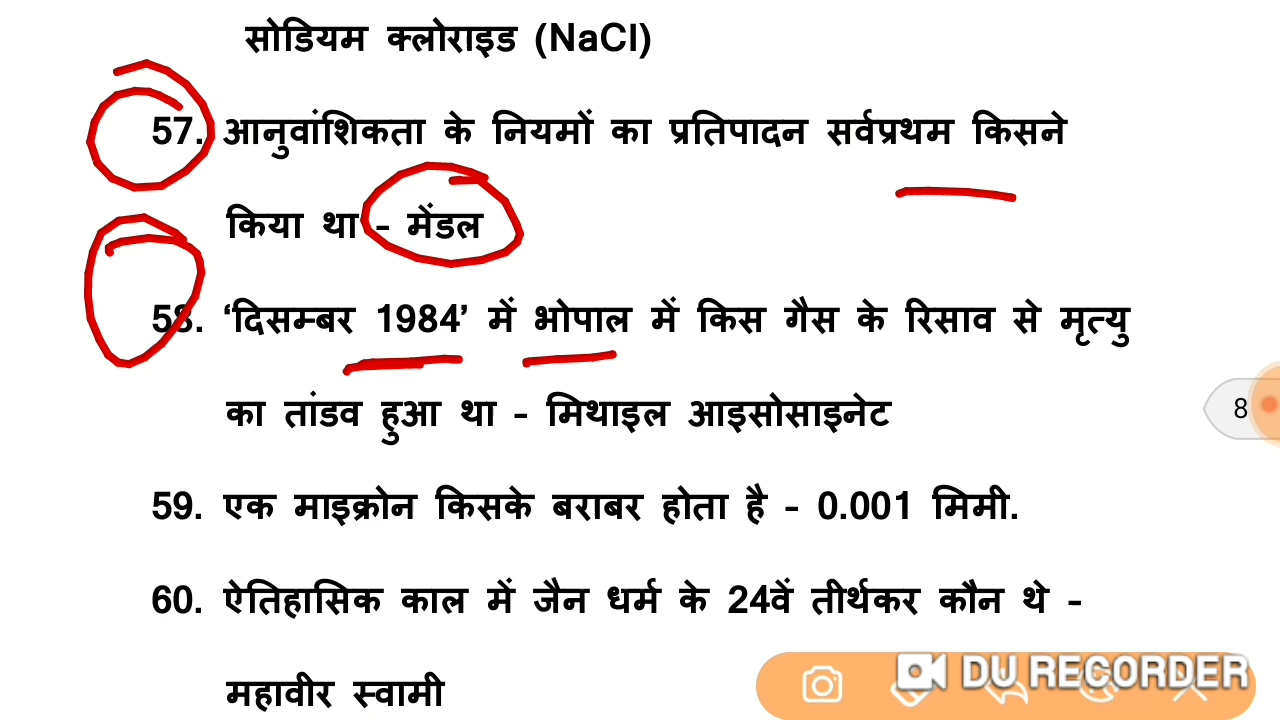 सोडियम क्लोराइड (NaCl)
57. आनुवांशिकता के नियमों का प्रतिपादन सर्वप्रथम किसने
किया था - मेंडल
58. ‘दिसम्बर 1984’ में भोपाल में किस गैस के रिसाव से मृत्यु
का तांडव हुआ था - मिथाइल आइसोसाइनेट
8
59. एक माइक्रोन किसके बराबर होता है - 0.001 मिमी.
60. ऐतिहासिक काल में जैन धर्म के 24वें तीर्थकर कौन थे -
महावीर स्वामी
DU RECORDER